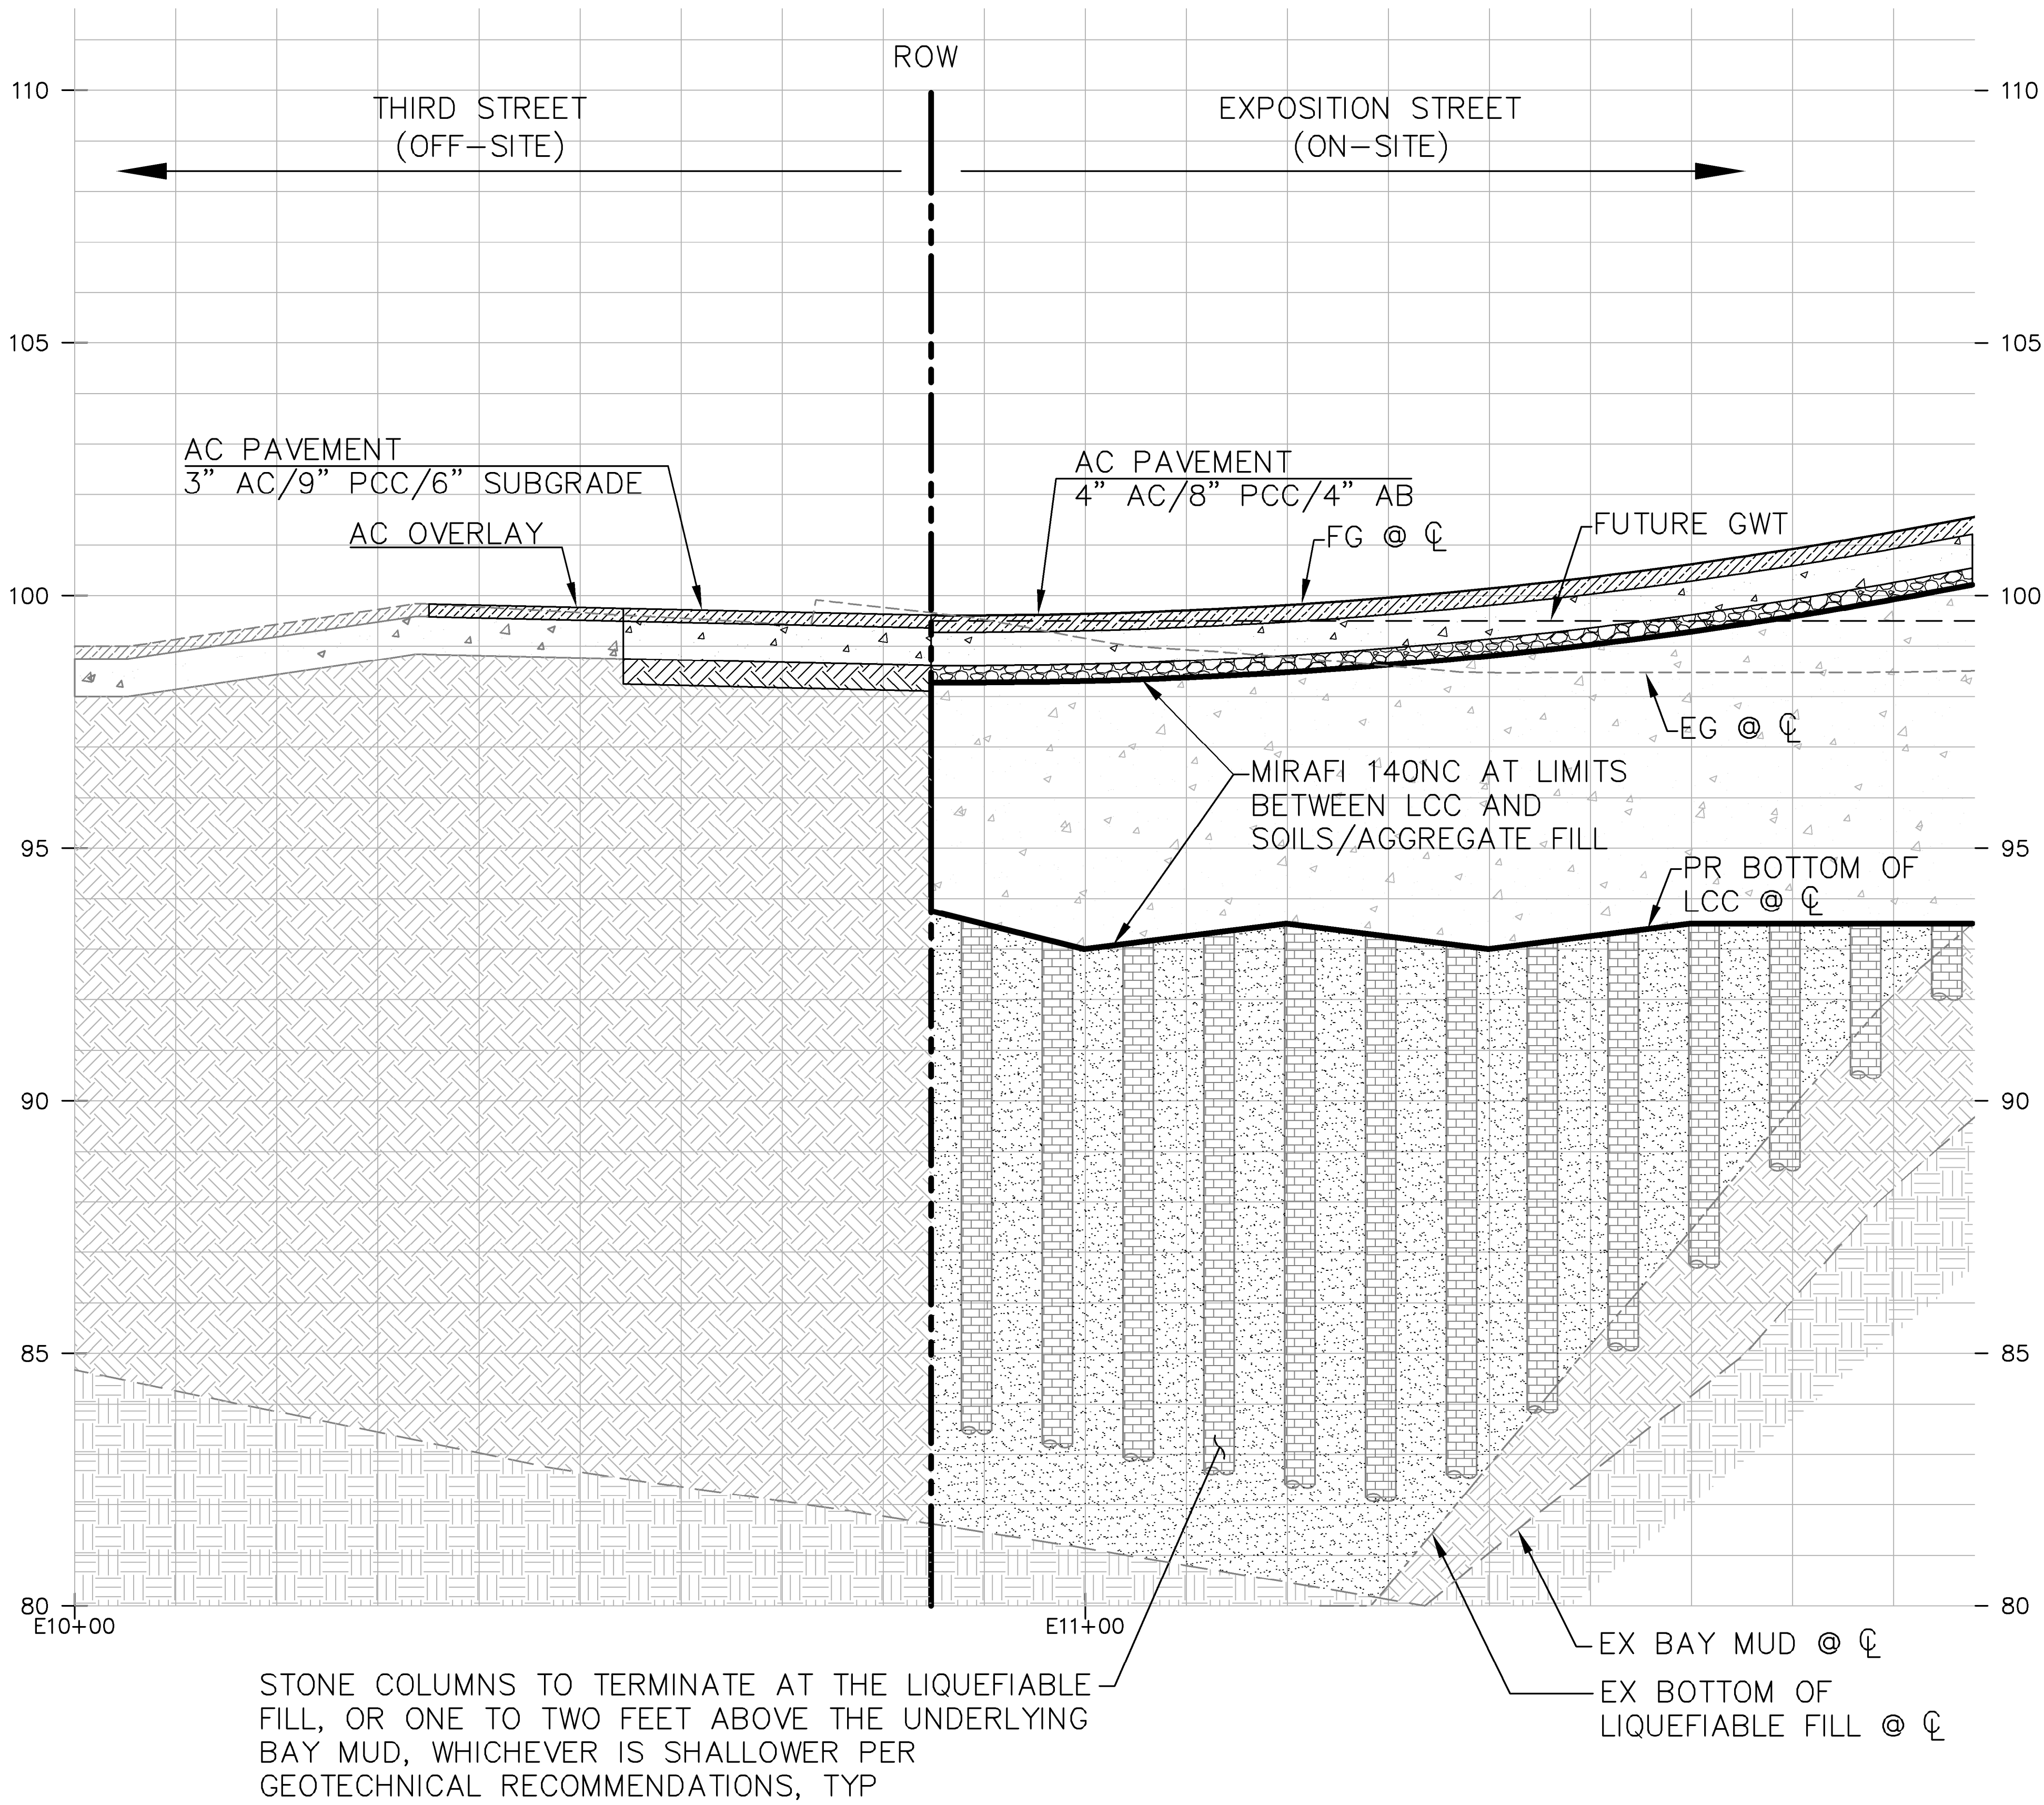 ROW
110
110
THIRD STREET
(OFF-SITE)
EXPOSITION STREET
(ON-SITE)
105
105
AC PAVEMENT
3" AC/9" PCC/6" SUBGRADE
AC OVERLAY
AC PAVEMENT
4" AC/8" PCC/4" AB
FG @ ℄
FUTURE GWT
100
100
EG @ ℄
MIRAFI 140NC AT LIMITS
BETWEEN LCC AND
SOILS/AGGREGATE FILL
95
95
PR BOTTOM OF
LCC @ ℄
90
90
85
85
80
80
E10+00
E11+00
EX BAY MUD @ ℄
EX BOTTOM OF
LIQUEFIABLE FILL @ ℄
STONE COLUMNS TO TERMINATE AT THE LIQUEFIABLE
FILL, OR ONE TO TWO FEET ABOVE THE UNDERLYING
BAY MUD, WHICHEVER IS SHALLOWER PER
GEOTECHNICAL RECOMMENDATIONS, TYP